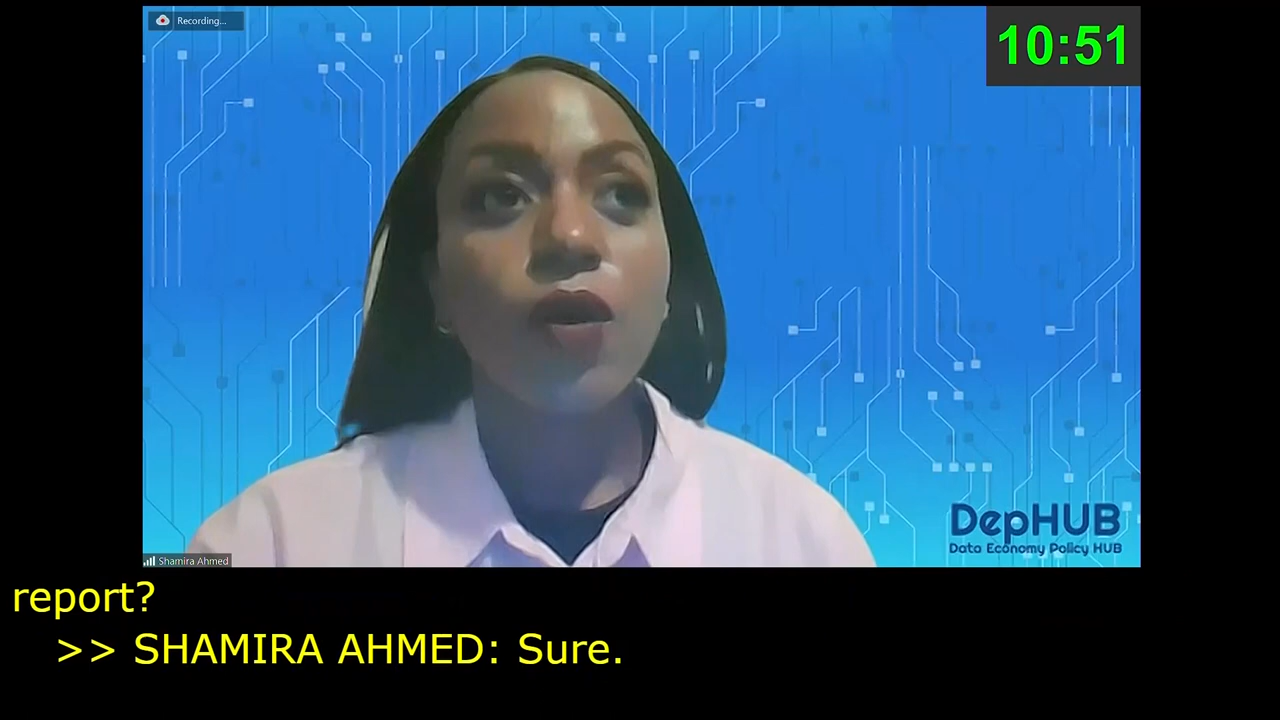 Recording...
10:51
DepHUB
Data Economy Policy HUB
Shamira Ahmed
report?
>> SHAMIRA AHMED: Sure.